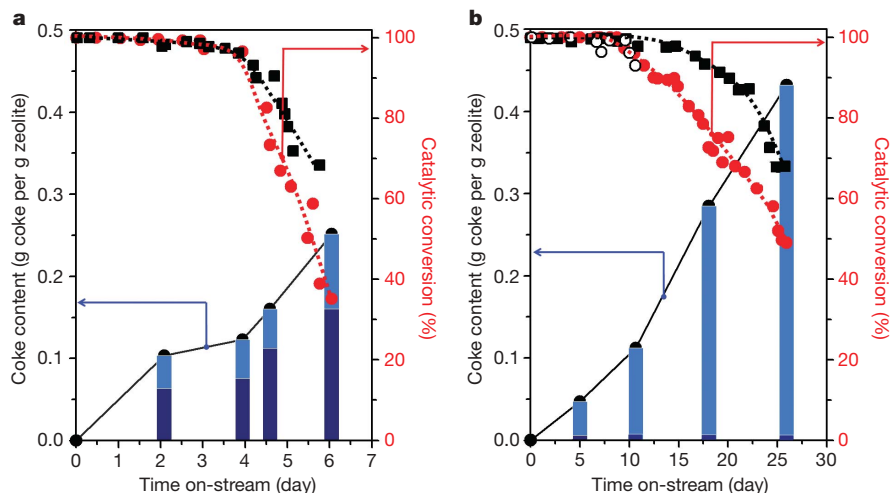 a
0.5
0.4
0.3
0.2
0.1
0.0
Coke content (g coke per g zeolite)
0 1 2 3 4 5 6 7
Time on-stream (day)
100
80
60
40
20
0
Catalytic conversion (%)
b
0.5
0.4
0.3
0.2
0.1
0.0
Coke content (g coke per g zeolite)
0 5 10 15 20 25 30
Time on-stream (day)
100
80
60
40
20
0
Catalytic conversion (%)